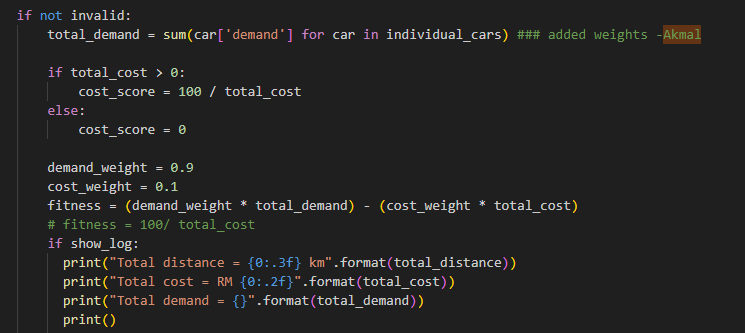 if not invalid:
total_demand = sum(car['demand'] for car in individual_cars) ### added weights -Akmal
if total_cost > 0:
cost_score = 100 / total_cost
else:
cost_score = 0
demand_weight = 0.9
cost_weight = 0.1
fitness = (demand_weight * total_demand) - (cost_weight * total_cost)
# fitness = 100/ total_cost
if show_log:
print("Total distance = {0:.3f} km".format(total_distance))
print("Total cost = RM {0:.2f}".format(total_cost))
print("Total demand = {}".format(total_demand))
print()